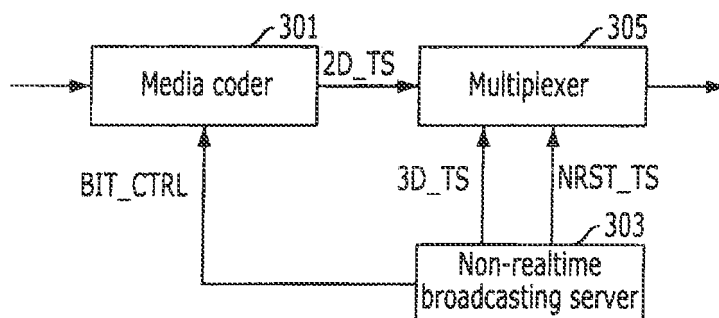 301
305
Media coder
2D_TS
Multiplexer
BIT_CTRL
3D_TS
NRST_TS
303
Non-realtime
broadcasting server